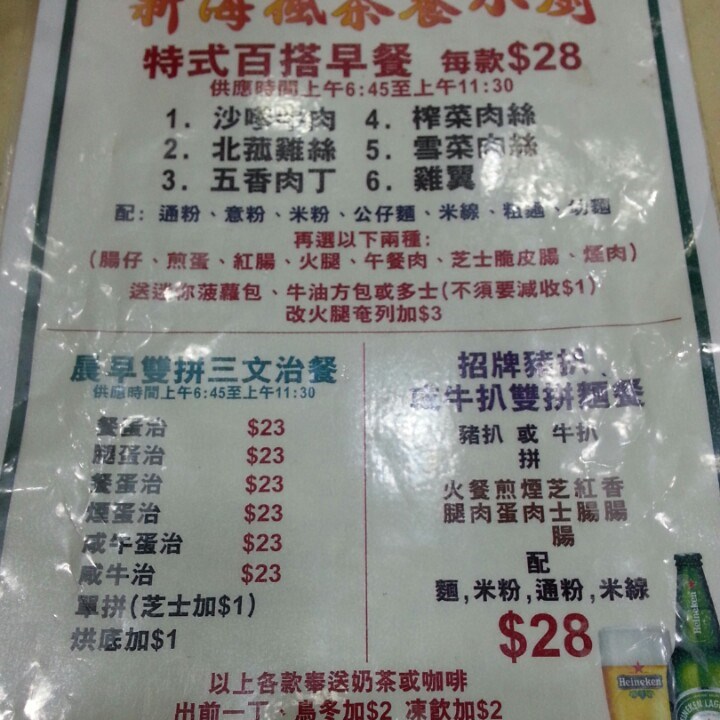 新海 茶餐小廚
特式百搭早餐 每款$28
供應時間上午6:45至上午11:30
1. 沙嗲牛肉 4. 榨菜肉絲
2. 北菰雞絲 5. 雪菜肉絲
3. 五香肉丁 6. 雞翼
配: 通粉、意粉、米粉、公仔麵、米線、粗麵、幼麵
再選以下兩種:
(腸仔、煎蛋、紅腸、火腿、午餐肉、芝士脆皮腸、煙肉)
送迷你菠蘿包、牛油方包或多士(不須要減收$1)
改火腿奄列加$3
晨早雙拼三文治餐
供應時間上午6:45至上午11:30
餐蛋治 $23
腿蛋治 $23
餐蛋治 $23
煙蛋治 $23
咸牛蛋治 $23
咸牛治 $23
單拼(芝士加$1)
烘底加$1
招牌豬扒、
牛扒雙拼麵餐
豬扒 或 牛扒
拼
火餐煎煙芝紅香
腿肉蛋肉士腸腸
腸
配
麵,米粉,通粉,米線
$28
Heineken
Heineken
以上各款奉送奶茶或咖啡
出前一丁、烏冬加$2 凍飲加$2